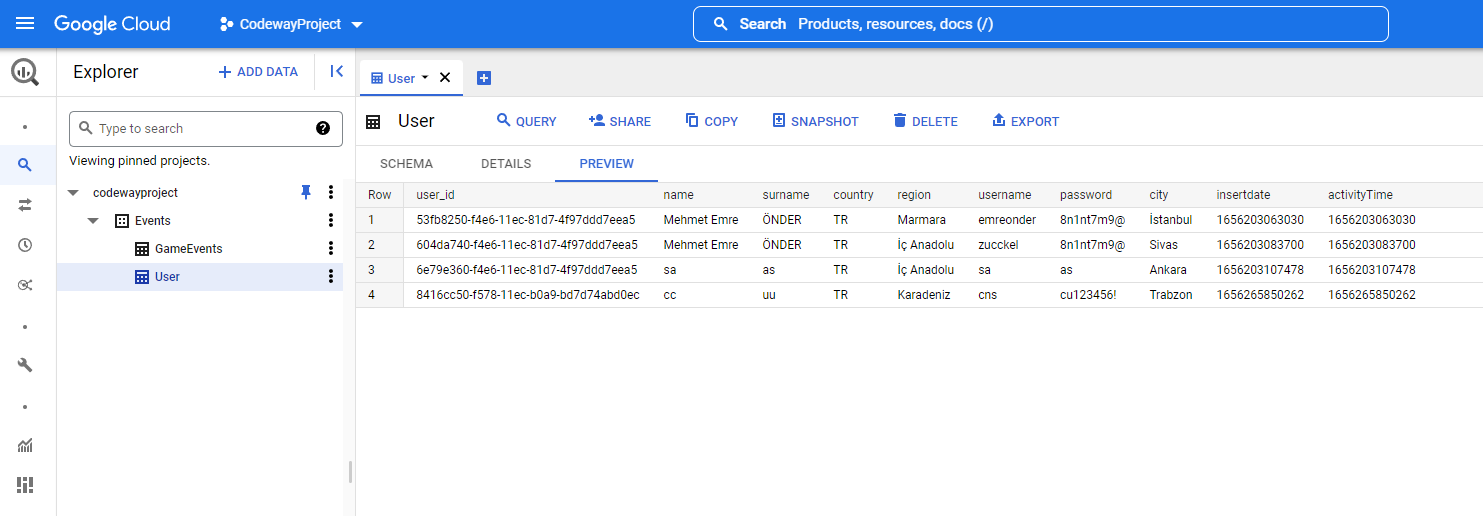 Google Cloud CodewayProject Search Products, resources, docs (/)
Explorer + ADD DATA
User
Type to search
Viewing pinned projects.
codewayproject
Events
GameEvents
User
User QUERY SHARE COPY SNAPSHOT DELETE EXPORT
SCHEMA DETAILS PREVIEW
Row user_id name surname country region username password city insertdate activityTime
1 53fb8250-f4e6-11ec-81d7-4f97ddd7eea5 Mehmet Emre ÖNDER TR Marmara emreonder 8n1nt7m9@ İstanbul 1656203063030 1656203063030
2 604da740-f4e6-11ec-81d7-4f97ddd7eea5 Mehmet Emre ÖNDER TR İç Anadolu zucckel 8n1nt7m9@ Sivas 1656203083700 1656203083700
3 6e79e360-f4e6-11ec-81d7-4f97ddd7eea5 sa as TR İç Anadolu sa as Ankara 1656203107478 1656203107478
4 8416cc50-f578-11ec-b0a9-bd7d74abd0ec cc uu TR Karadeniz cns cu123456! Trabzon 1656265850262 1656265850262